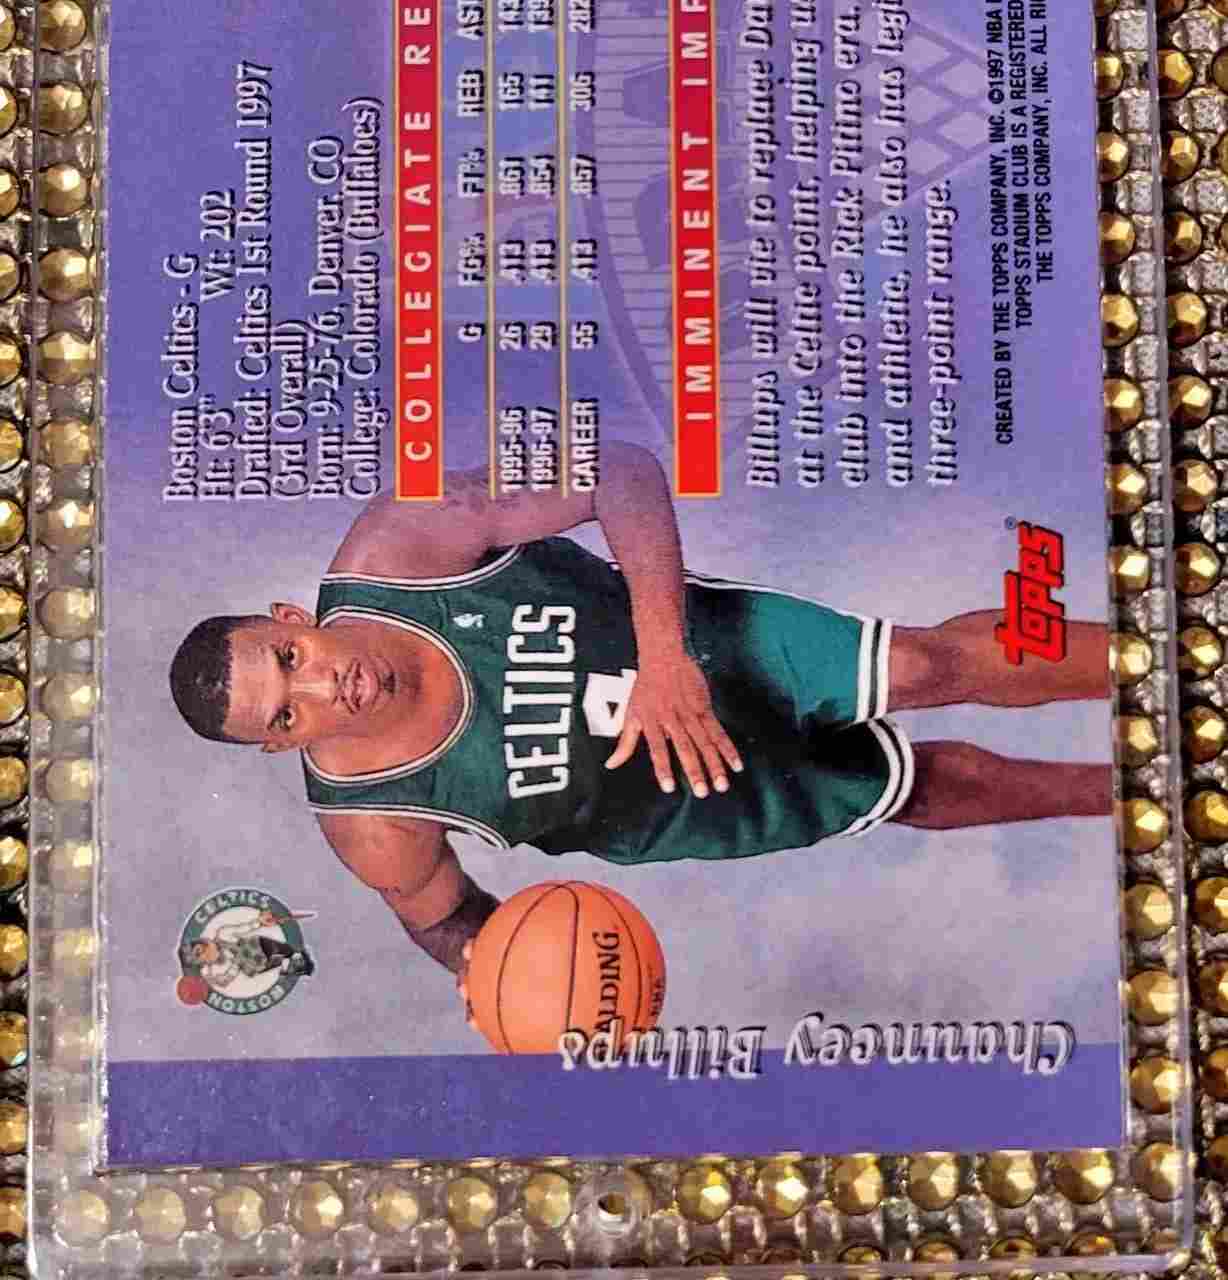 Boston Celtics - G
Ht: 6'3" Wt: 202
Drafted: Celtics 1st Round 1997
(3rd Overall)
Born: 9-25-76, Denver, CO
College: Colorado (Buffaloes)
COLLEGIATE RE
G FG% FT% REB AST
1995-96 26 .413 .861 165 143
1996-97 29 .413 .854 141 139
CAREER 55 .413 .857 306 282
IMMINENT IMP
Billups will vie to replace Da
at the Celtic point, helping
club into the Rick Pitino era.
and athletic, he also has legi
three-point range.
CREATED BY THE TOPPS COMPANY, INC. ©1997 NBA
TOPPS STADIUM CLUB IS A REGISTERED
THE TOPPS COMPANY, INC. ALL RI
Topps®
CELTICS
4
CELTICS
BOSTON
SPALDING
NBA
Chauncey Billups